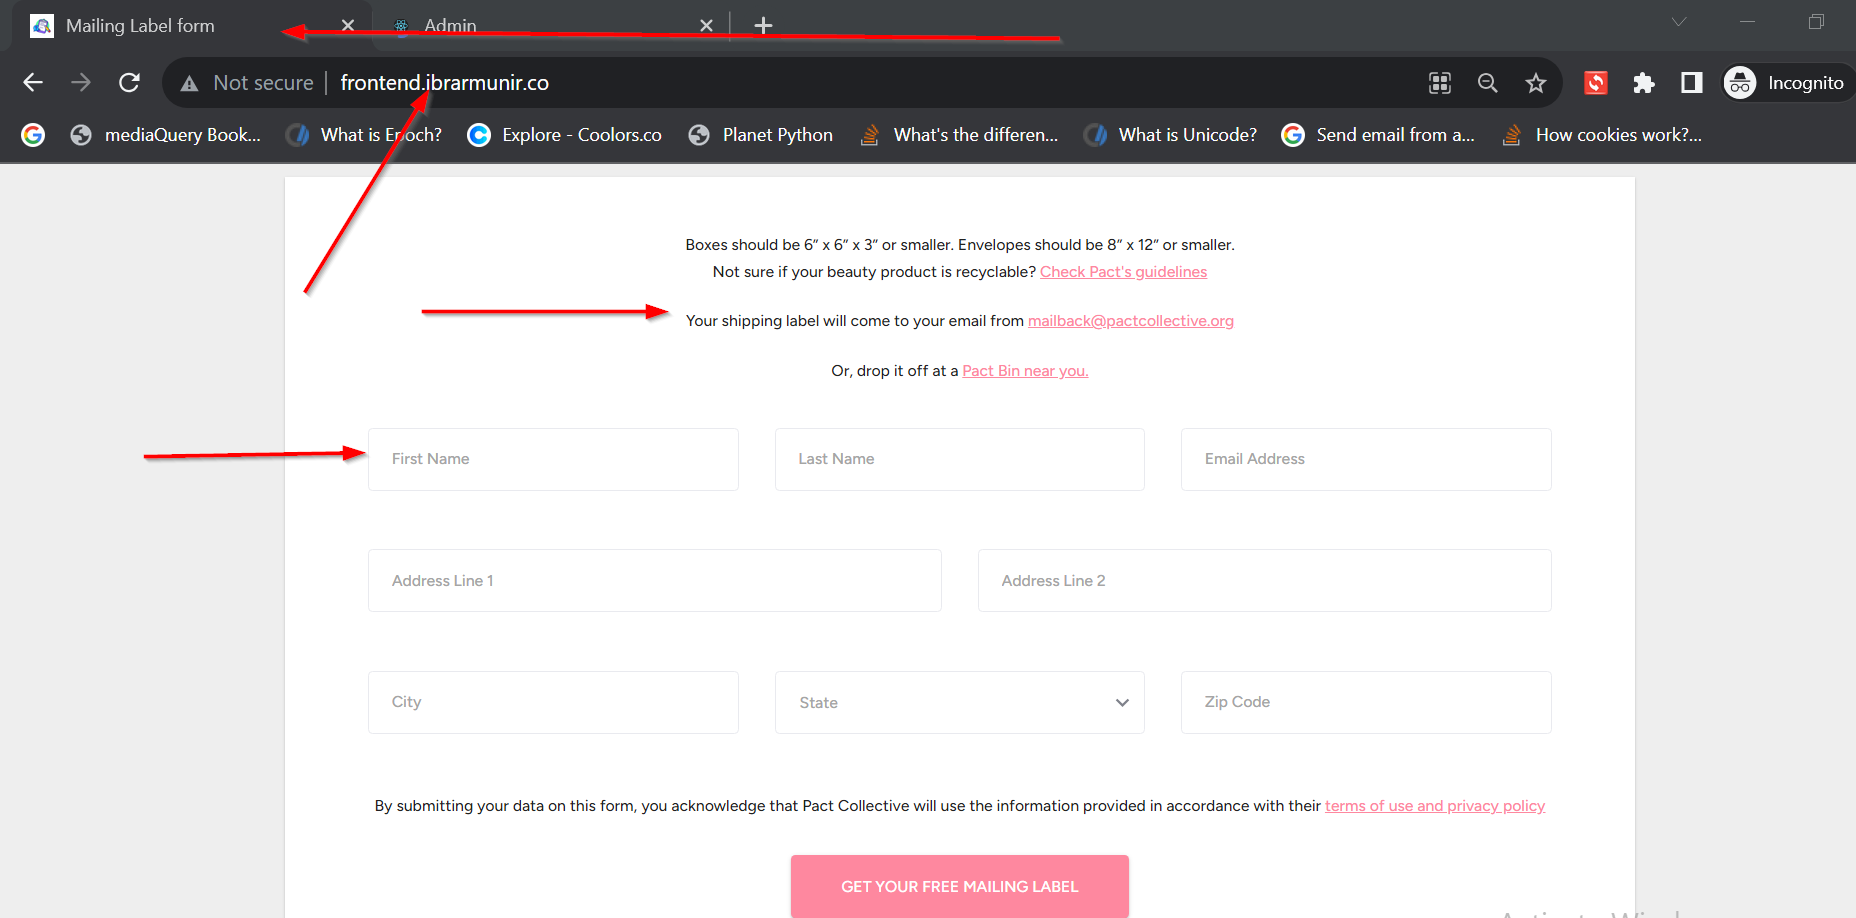 Mailing Label form
Admin
Not secure
frontend.ibrarmunir.co
Incognito
mediaQuery Book...
What is Epoch?
Explore - Coolors.co
Planet Python
What's the differen...
What is Unicode?
Send email from a...
How cookies work?...
Boxes should be 6” x 6” x 3” or smaller. Envelopes should be 8” x 12” or smaller.
Not sure if your beauty product is recyclable? Check Pact's guidelines
Your shipping label will come to your email from mailback@pactcollective.org
Or, drop it off at a Pact Bin near you.
First Name
Last Name
Email Address
Address Line 1
Address Line 2
City
State
Zip Code
By submitting your data on this form, you acknowledge that Pact Collective will use the information provided in accordance with their terms of use and privacy policy
GET YOUR FREE MAILING LABEL